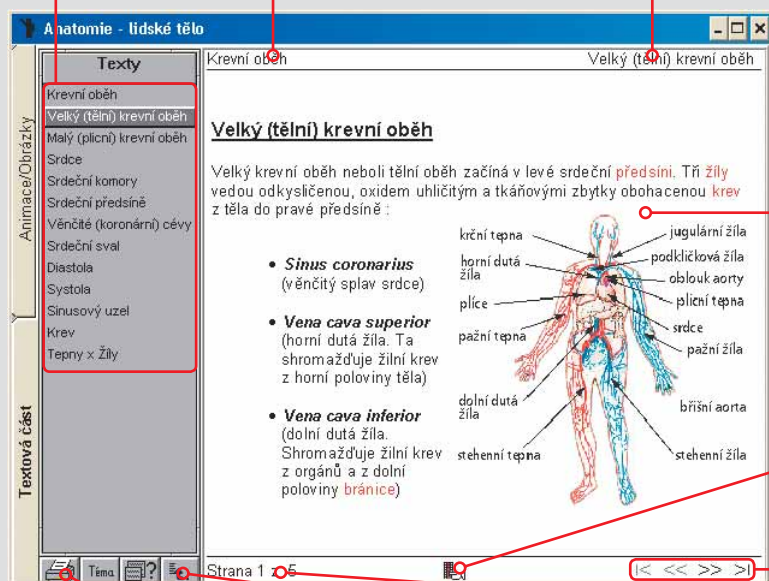 Anatomie - lidské tělo
Animace/Obrázky
Textová část
Texty
Krevní oběh
Velký (tělní) krevní oběh
Malý (plicní) krevní oběh
Srdce
Srdeční komory
Srdeční předsíně
Věnčité (koronární) cévy
Srdeční sval
Diastola
Systola
Sinusový uzel
Krev
Tepny x Žíly
Krevní oběh
Velký (tělní) krevní oběh
Velký (tělní) krevní oběh
Velký krevní oběh neboli tělní oběh začíná v levé srdeční předsíni. Tři žíly
vedou odkysličenou, oxidem uhličitým a tkáňovými zbytky obohacenou krev
z těla do pravé předsíně :
• Sinus coronarius
(věnčitý splav srdce)
• Vena cava superior
(horní dutá žíla. Ta
shromažďuje žilní krev
z horní poloviny těla)
• Vena cava inferior
(dolní dutá žíla.
Shromažďuje žilní krev
z orgánů a z dolní
poloviny bránice)
krční tepna
horní dutá
žíla
plíce
pažní tepna
dolní dutá
žíla
stehenní tepna
jugulární žíla
podklíčková žíla
oblouk aorty
plicní tepna
srdce
pažní žíla
břišní aorta
stehenní žíla
Téma
?
Strana 1 z 5
|< << >> >|